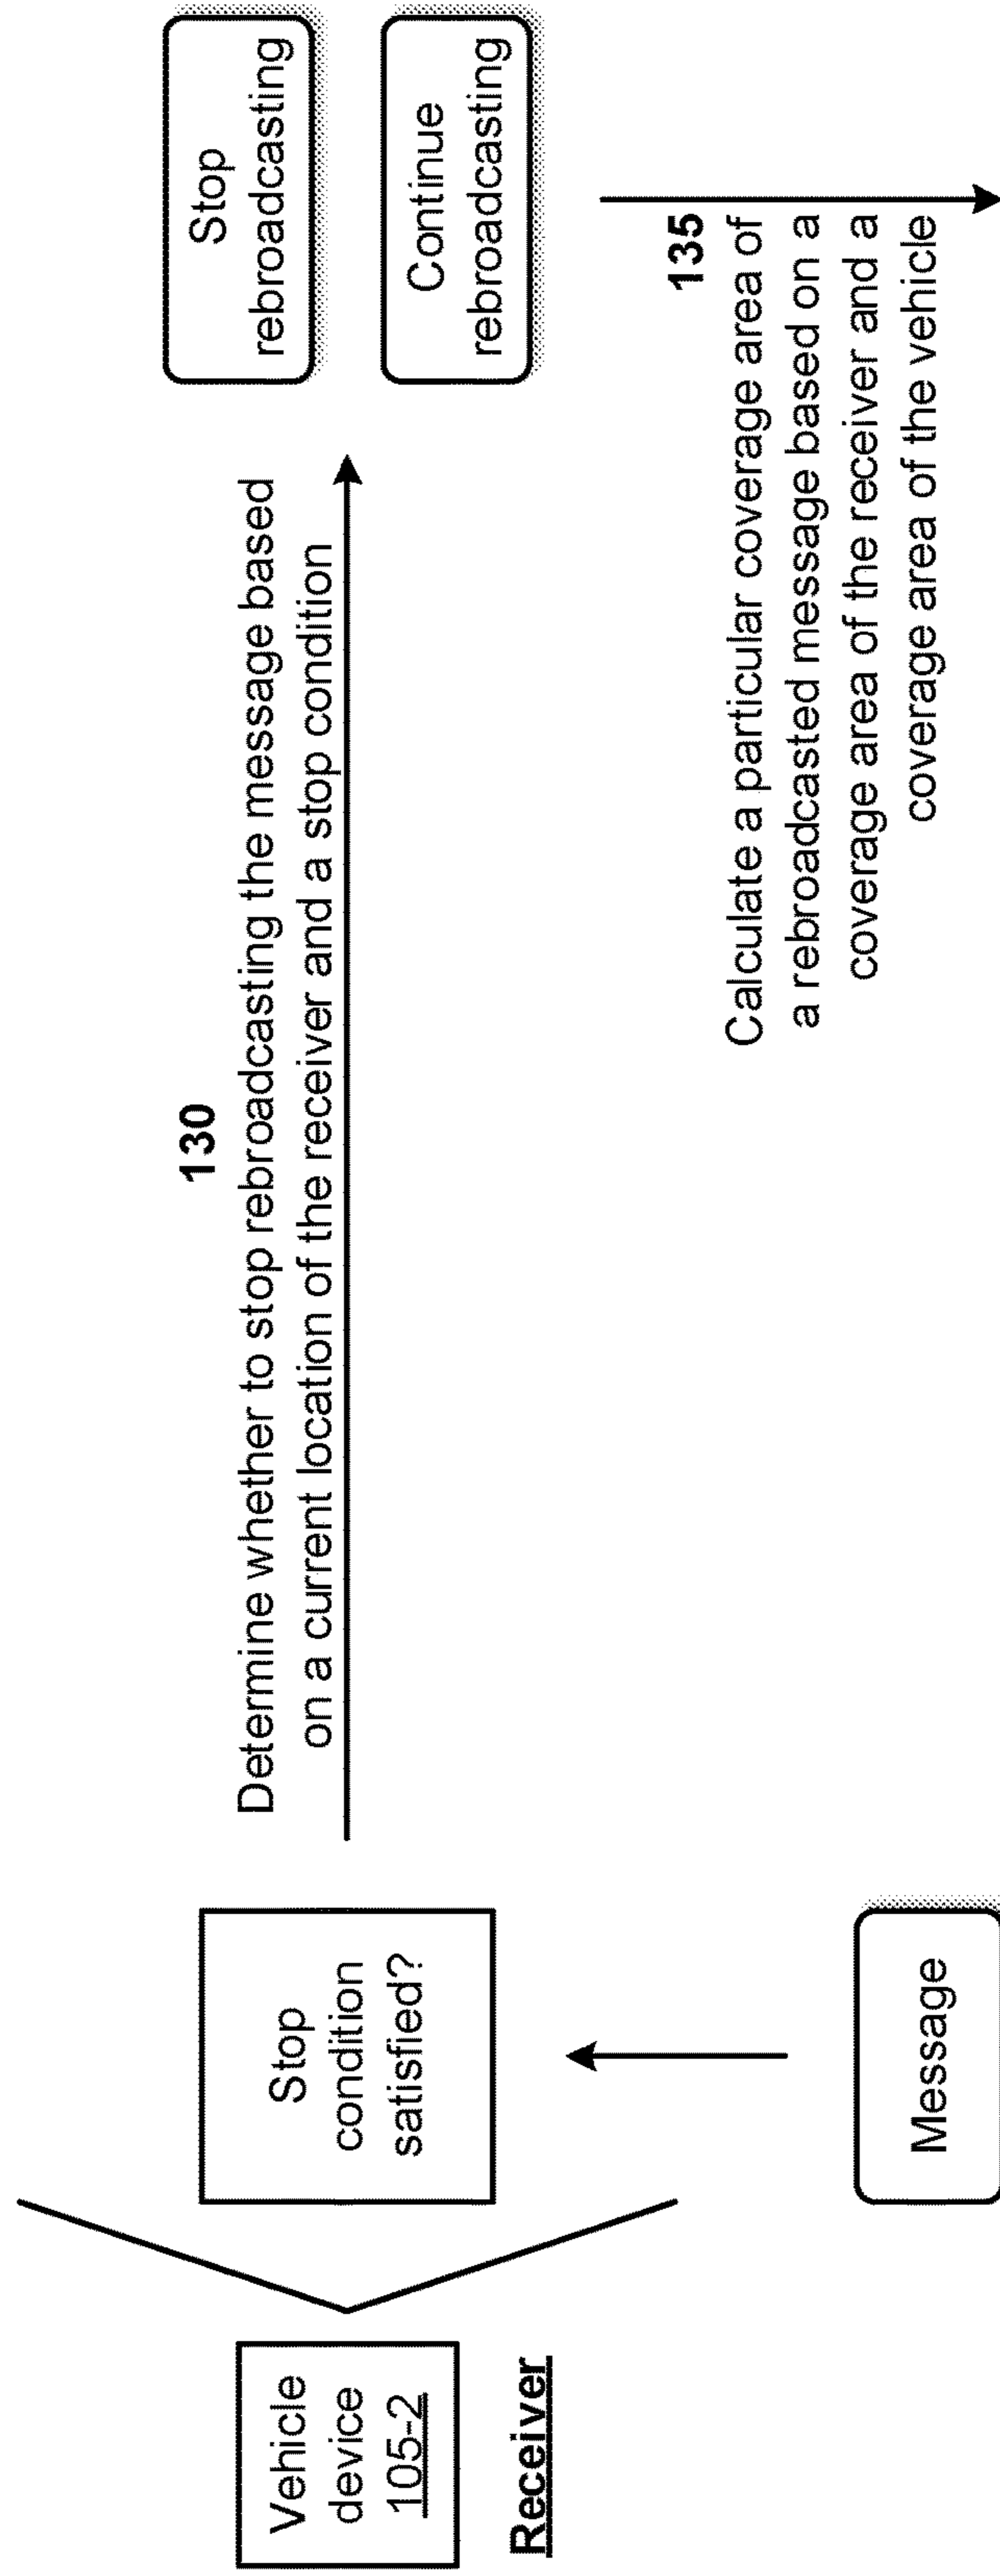 Vehicle
device
105-2
Receiver
Stop
condition
satisfied?
Message
130
Determine whether to stop rebroadcasting the message based
on a current location of the receiver and a stop condition
Stop
rebroadcasting
Continue
rebroadcasting
135
Calculate a particular coverage area of
a rebroadcasted message based on a
coverage area of the receiver and a
coverage area of the vehicle